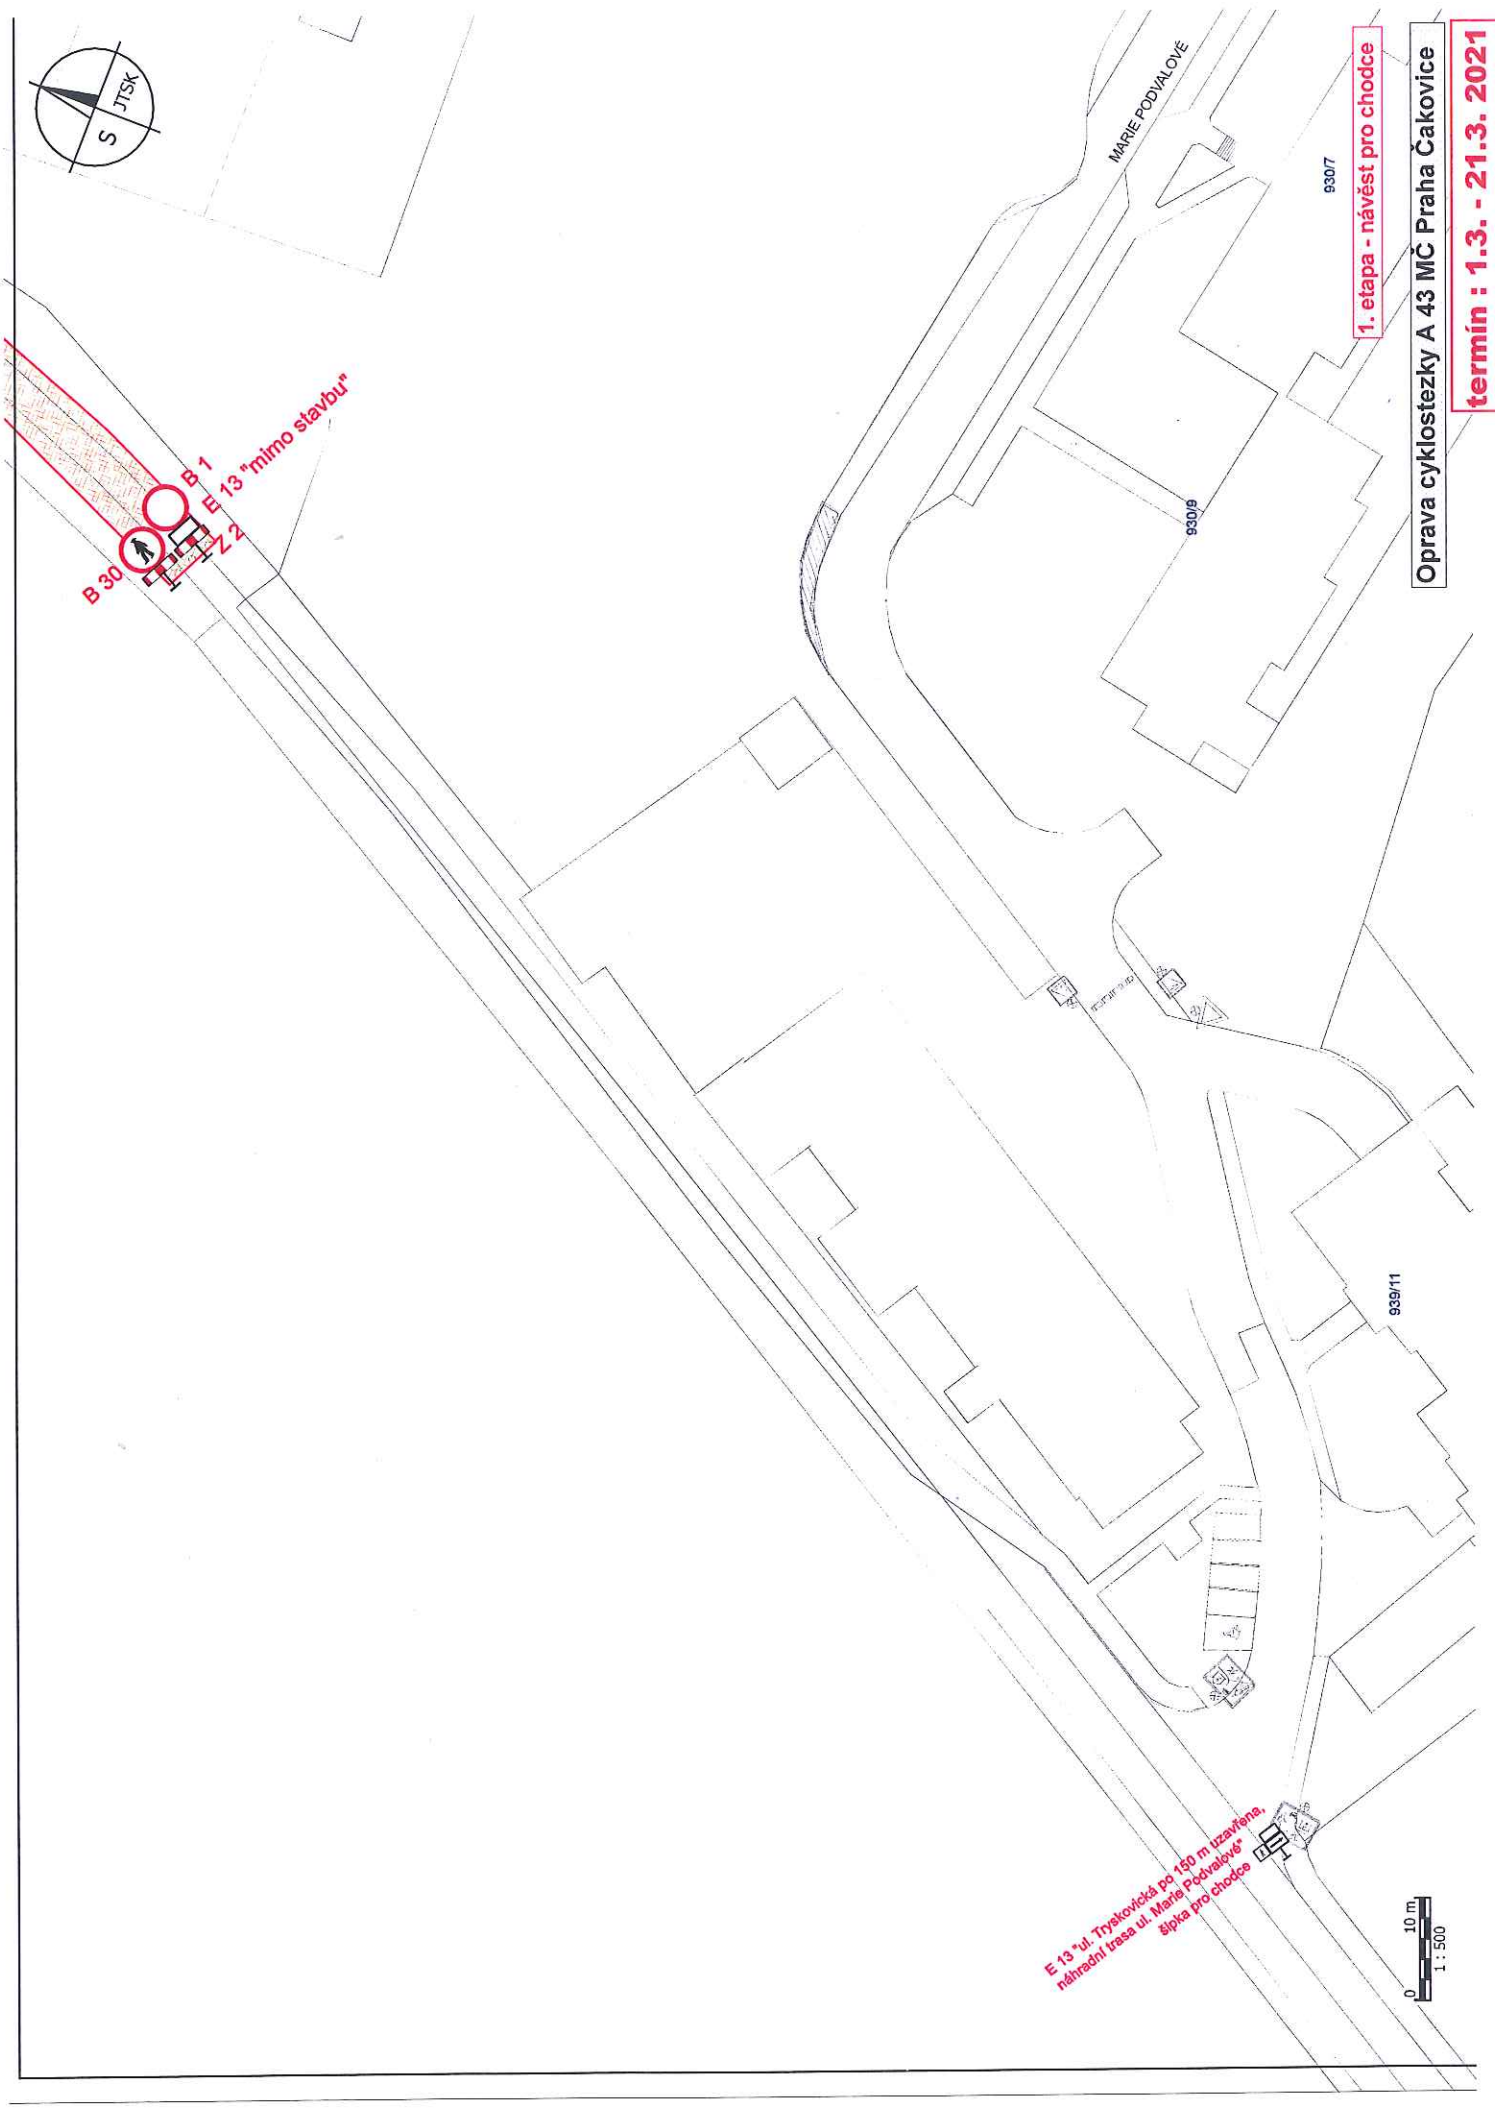 S
JTSK
B 30
B 1
E 13 "mimo stavbu"
Z 2
MARIE PODVALOVÉ
930/7
930/9
939/11
E 13 "ul. Tryskovická po 150 m uzavřena,
náhradní trasa ul. Marie Podvalové"
šipka pro chodce
0 10 m
1 : 500
1. etapa - návěst pro chodce
Oprava cyklostezky A 43 MČ Praha Čakovice
termín : 1.3. - 21.3. 2021